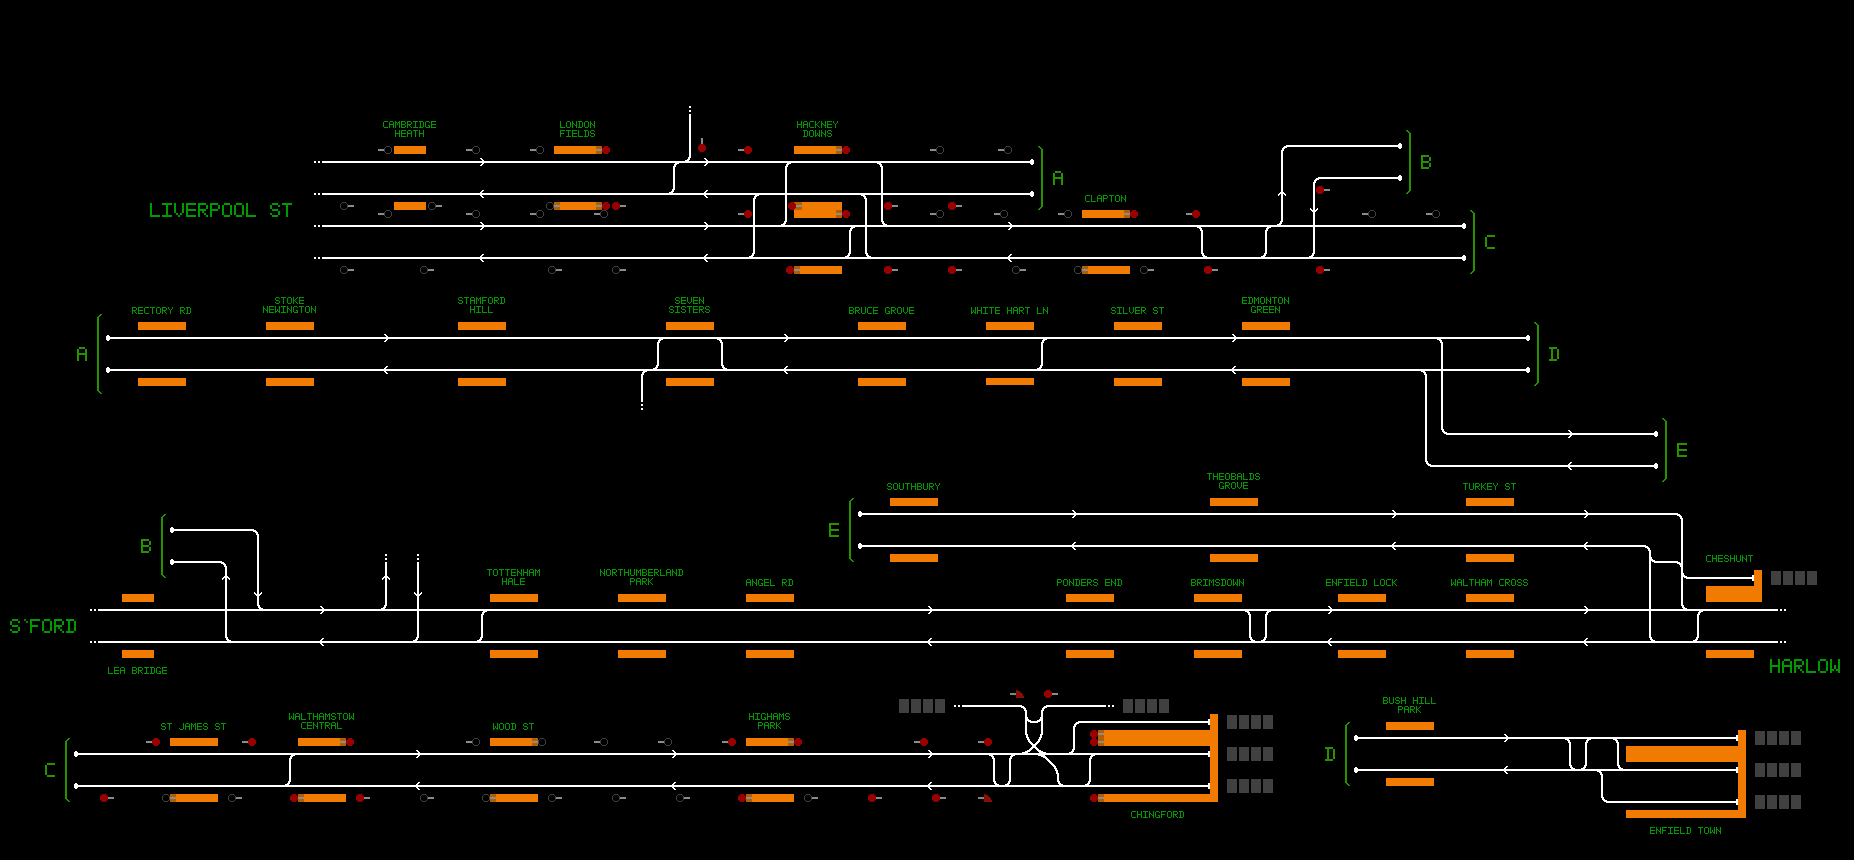 CAMBRIDGE
HEATH
LONDON
FIELDS
HACKNEY
DOWNS
B
A
CLAPTON
LIVERPOOL ST
C
RECTORY RD
STOKE
NEWINGTON
STAMFORD
HILL
SEVEN
SISTERS
BRUCE GROVE
WHITE HART LN
SILVER ST
EDMONTON
GREEN
A
D
E
SOUTHBURY
THEOBALDS
GROVE
TURKEY ST
E
B
CHESHUNT
TOTTENHAM
HALE
NORTHUMBERLAND
PARK
ANGEL RD
PONDERS END
BRIMSDOWN
ENFIELD LOCK
WALTHAM CROSS
S'FORD
LEA BRIDGE
HARLOW
ST JAMES ST
WALTHAMSTOW
CENTRAL
WOOD ST
HIGHAMS
PARK
BUSH HILL
PARK
C
D
CHINGFORD
ENFIELD TOWN